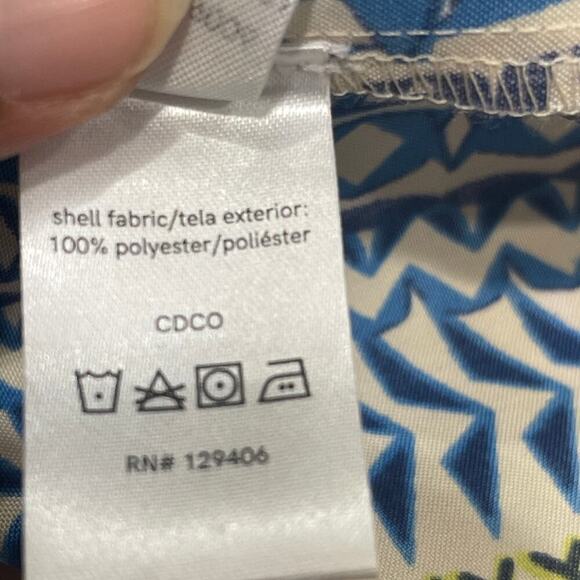 shell fabric/tela exterior:
100% polyester/poliéster
CDCO
RN# 129406